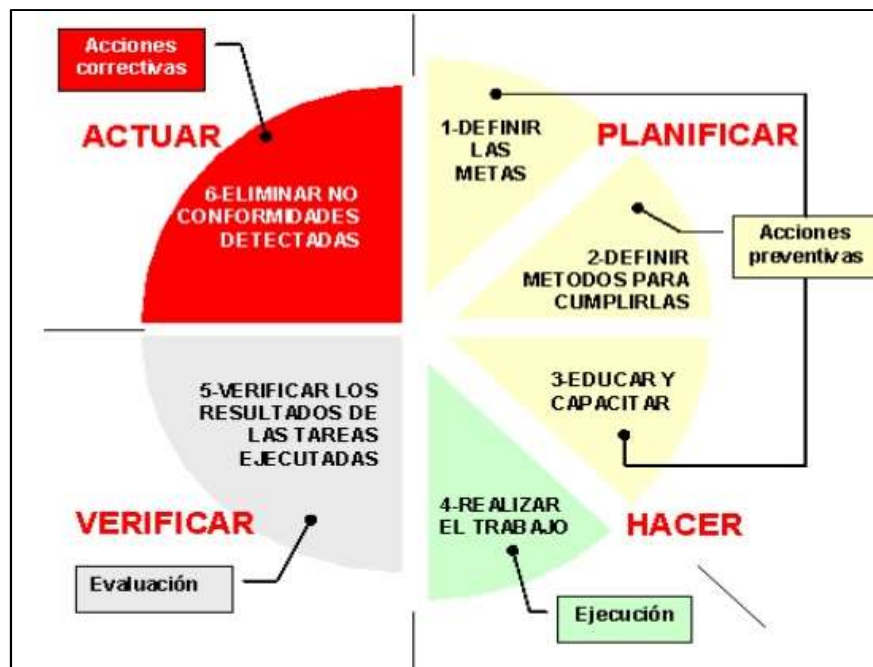 Acciones
correctivas
ACTUAR
6-ELIMINAR NO
CONFORMIDADES
DETECTADAS
1-DEFINIR
LAS
METAS
PLANIFICAR
2-DEFINIR
METODOS PARA
CUMPLIRLAS
Acciones
preventivas
3-EDUCAR Y
CAPACITAR
HACER
4-REALIZAR
EL TRABAJO
Ejecución
5-VERIFICAR LOS
RESULTADOS DE
LAS TAREAS
EJECUTADAS
VERIFICAR
Evaluación